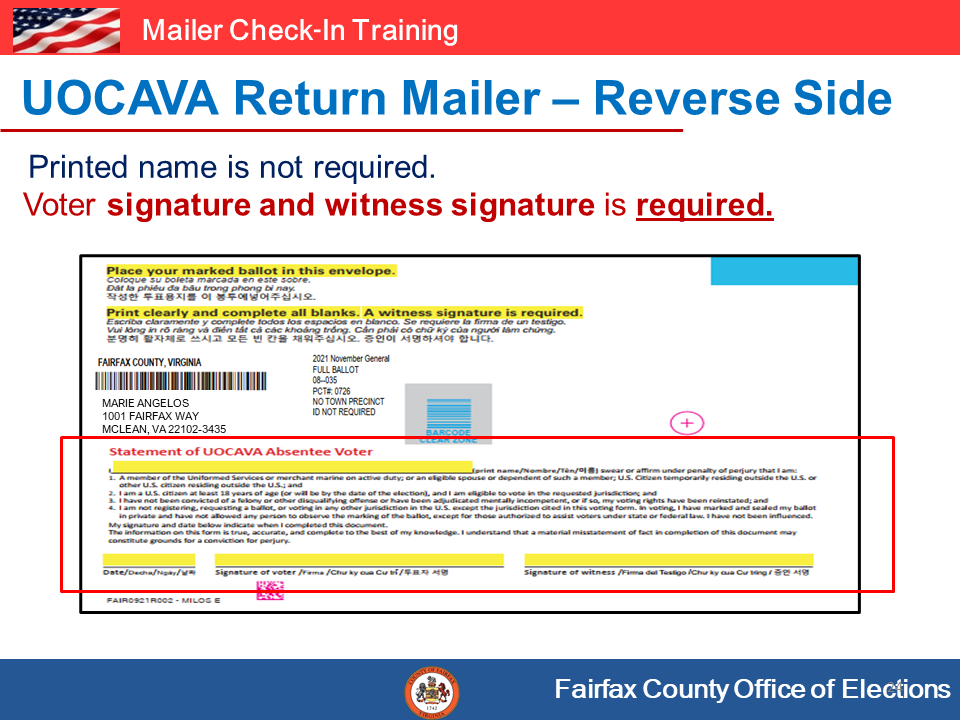 Mailer Check-In Training
UOCAVA Return Mailer – Reverse Side
Printed name is not required.
Voter signature and witness signature is required.
Place your marked ballot in this envelope.
Coloque su boleta marcada en este sobre.
Đặt lá phiếu đã bầu trong phong bì này.
작성한 투표용지를 이 봉투에넣어주십시오.
Print clearly and complete all blanks. A witness signature is required.
Escriba claramente y complete todos los espacios en blanco. Se requiere la firma de un testigo.
Vui lòng in rõ ràng và điền tất cả các khoảng trống. Cần phải có chữ ký của người làm chứng.
분명히 활자체로 쓰시고 모든 빈 칸을 채워주십시오. 증인이 서명하셔야 합니다.
FAIRFAX COUNTY, VIRGINIA
2021 November General
FULL BALLOT
08--035
PCT#: 0726
NO TOWN PRECINCT
ID NOT REQUIRED
MARIE ANGELOS
1001 FAIRFAX WAY
MCLEAN, VA 22102-3435
BARCODE
CLEAR ZONE
Statement of UOCAVA Absentee Voter
I (print name/Nombre/Tên/이름) swear or affirm under penalty of perjury that I am:
1. A member of the Uniformed Services or merchant marine on active duty; or an eligible spouse or dependent of such a member; U.S. Citizen temporarily residing outside the U.S. or
other U.S. citizen residing outside the U.S.; and
2. I am a U.S. citizen at least 18 years of age (or will be by the date of the election), and I am eligible to vote in the requested jurisdiction; and
3. I have not been convicted of a felony or other disqualifying offense or have been adjudicated mentally incompetent, or if so, my voting rights have been reinstated; and
4. I am not registering, requesting a ballot, or voting in any other jurisdiction in the U.S. except the jurisdiction cited in this voting form. In voting, I have marked and sealed my ballot
in private and have not allowed any person to observe the marking of the ballot, except for those authorized to assist voters under state or federal law. I have not been influenced.
My signature and date below indicate when I completed this document.
The information on this form is true, accurate, and complete to the best of my knowledge. I understand that a material misstatement of fact in completion of this document may
constitute grounds for a conviction for perjury.
Date/Decha/Ngày/날짜 Signature of voter /Firma /Chu ky cua Cu tri/투표자 서명 Signature of witness /Firma del Testigo /Chu ky cua Cu tring / 증인 서명
FAIR0921R002 - MILOS E
COUNTY OF FAIRFAX
1742
VIRGINIA
Fairfax County Office of Elections